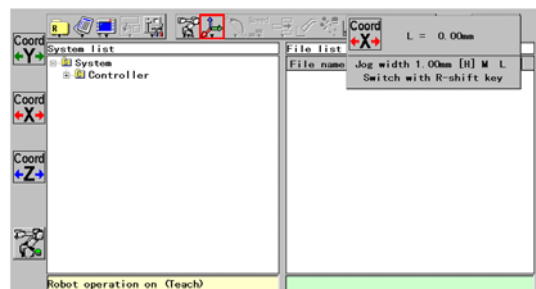 Coord
Y
System list
System
Controller
File list
File name
Coord
X
L = 0.00mm
Jog width 1.00mm [H] M L
Switch with R-shift key
Coord
X
Coord
Z
Robot operation on (Teach)